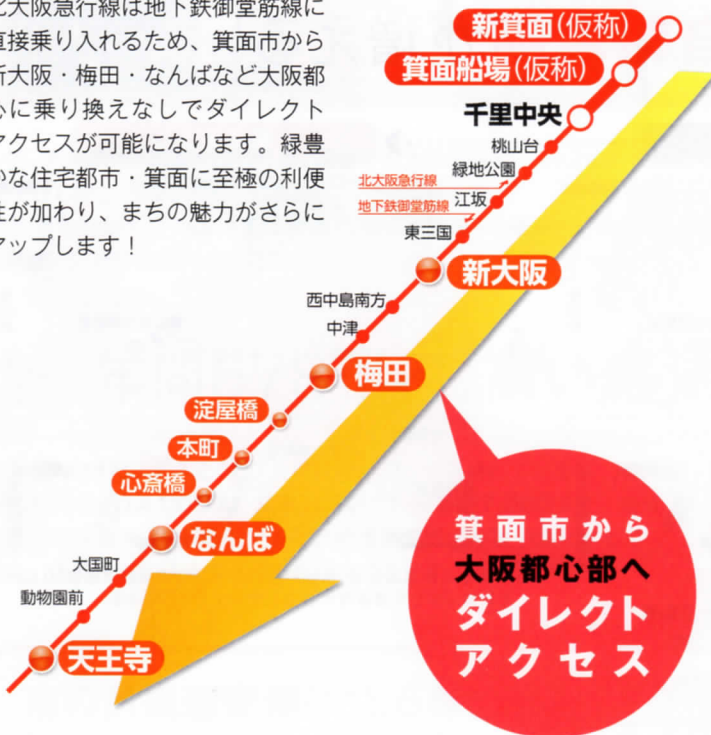 北大阪急行線は地下鉄御堂筋線に
直接乗り入れるため、箕面市から
新大阪・梅田・なんばなど大阪都
心に乗り換えなしでダイレクト
アクセスが可能になります。緑豊
かな住宅都市・箕面に至極の利便
性が加わり、まちの魅力がさらに
アップします！
新箕面(仮称)
箕面船場(仮称)
千里中央
桃山台
緑地公園
北大阪急行線
江坂
地下鉄御堂筋線
東三国
新大阪
西中島南方
中津
梅田
淀屋橋
本町
心斎橋
なんば
大国町
動物園前
天王寺
箕面市から
大阪都心部へ
ダイレクト
アクセス